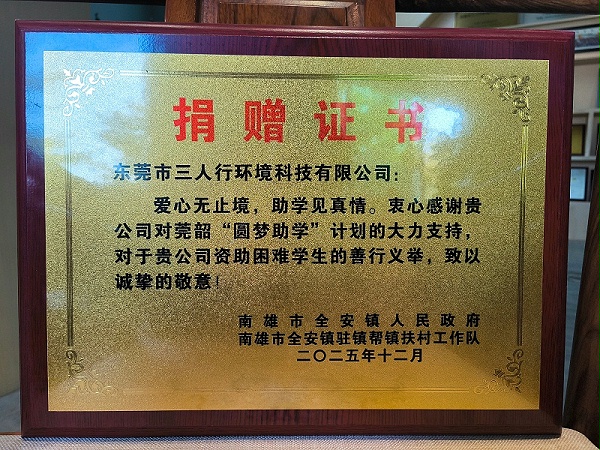 捐赠证书
东莞市三人行环境科技有限公司：
爱心无止境，助学见真情。衷心感谢贵
公司对莞韶“圆梦助学”计划的大力支持，
对于贵公司资助困难学生的善行义举，致以
诚挚的敬意！
南雄市全安镇人民政府
南雄市全安镇驻镇帮镇扶村工作队
二〇二五年十二月